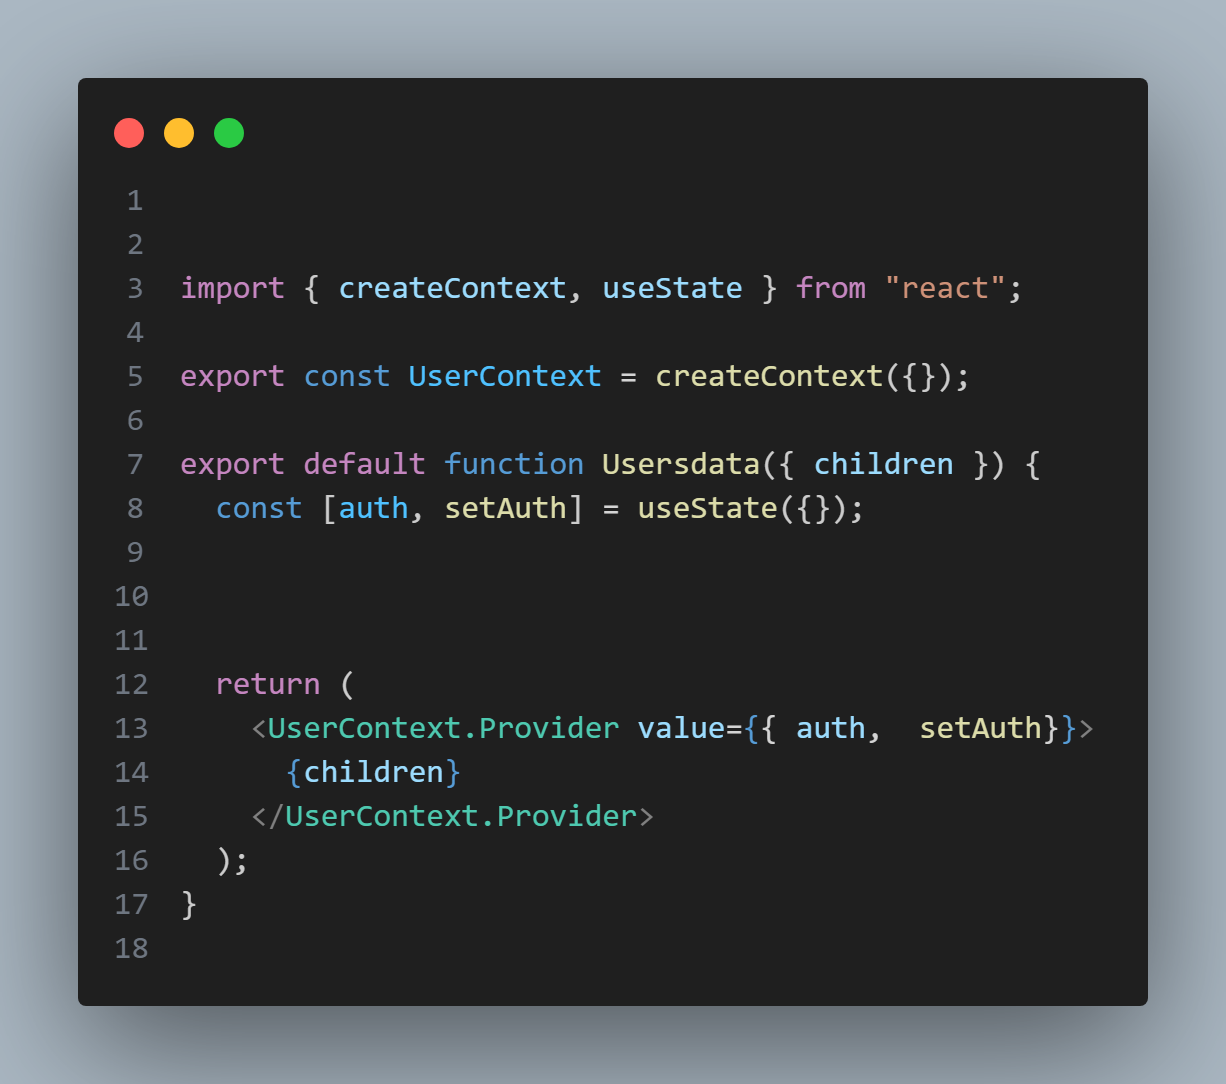 1
2
3 import { createContext, useState } from "react";
4
5 export const UserContext = createContext({});
6
7 export default function Usersdata({ children }) {
8   const [auth, setAuth] = useState({});
9
10
11
12   return (
13     <UserContext.Provider value={{ auth,  setAuth}}>
14       {children}
15     </UserContext.Provider>
16   );
17 }
18